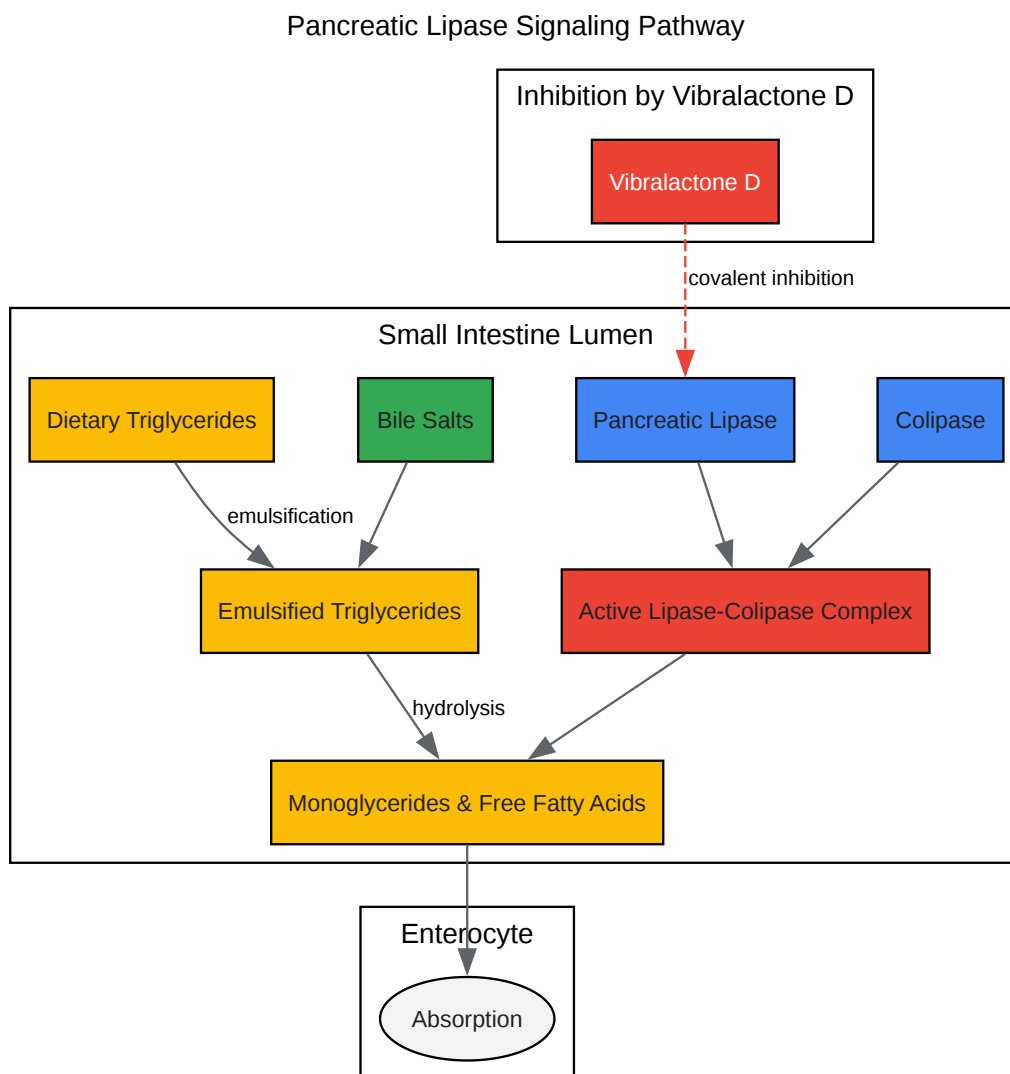 Pancreatic Lipase Signaling Pathway
Inhibition by Vibralactone D
Vibralactone D
covalent inhibition
Small Intestine Lumen
Dietary Triglycerides
Bile Salts
Pancreatic Lipase
Colipase
emulsification
Emulsified Triglycerides
Active Lipase-Colipase Complex
hydrolysis
Monoglycerides & Free Fatty Acids
Enterocyte
Absorption